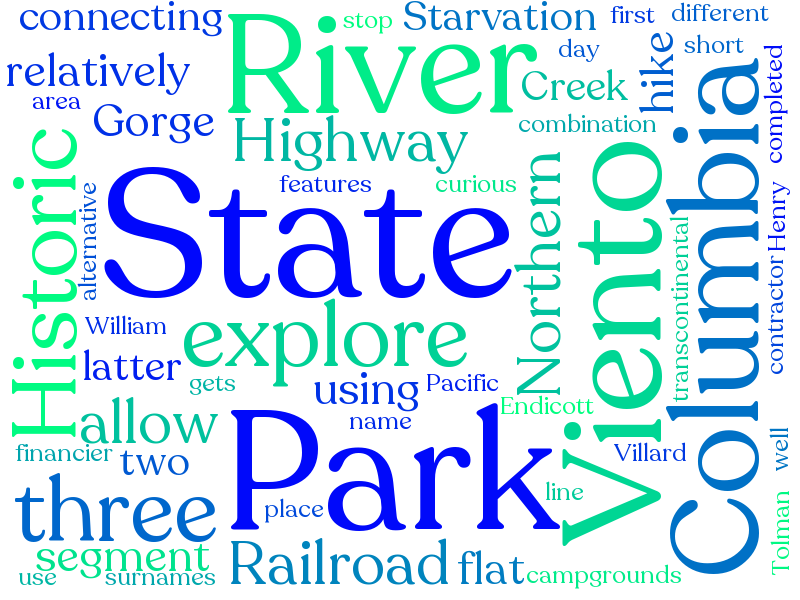 connecting
River
stop
Starvation
first
different
relatively
day
short
area
Gorge
Creek
hike
completed
Highway
combination
Columbia
Historic
State
features
curious
Northern
Viento
alternative
transcontinental
Henry
contractor
William
explore
latter
gets
using
Pacific
allow
name
Endicott
financier
two
Park
Villard
well
three
place
line
Tolman
segment
Railroad
flat
campgrounds
use
surnames